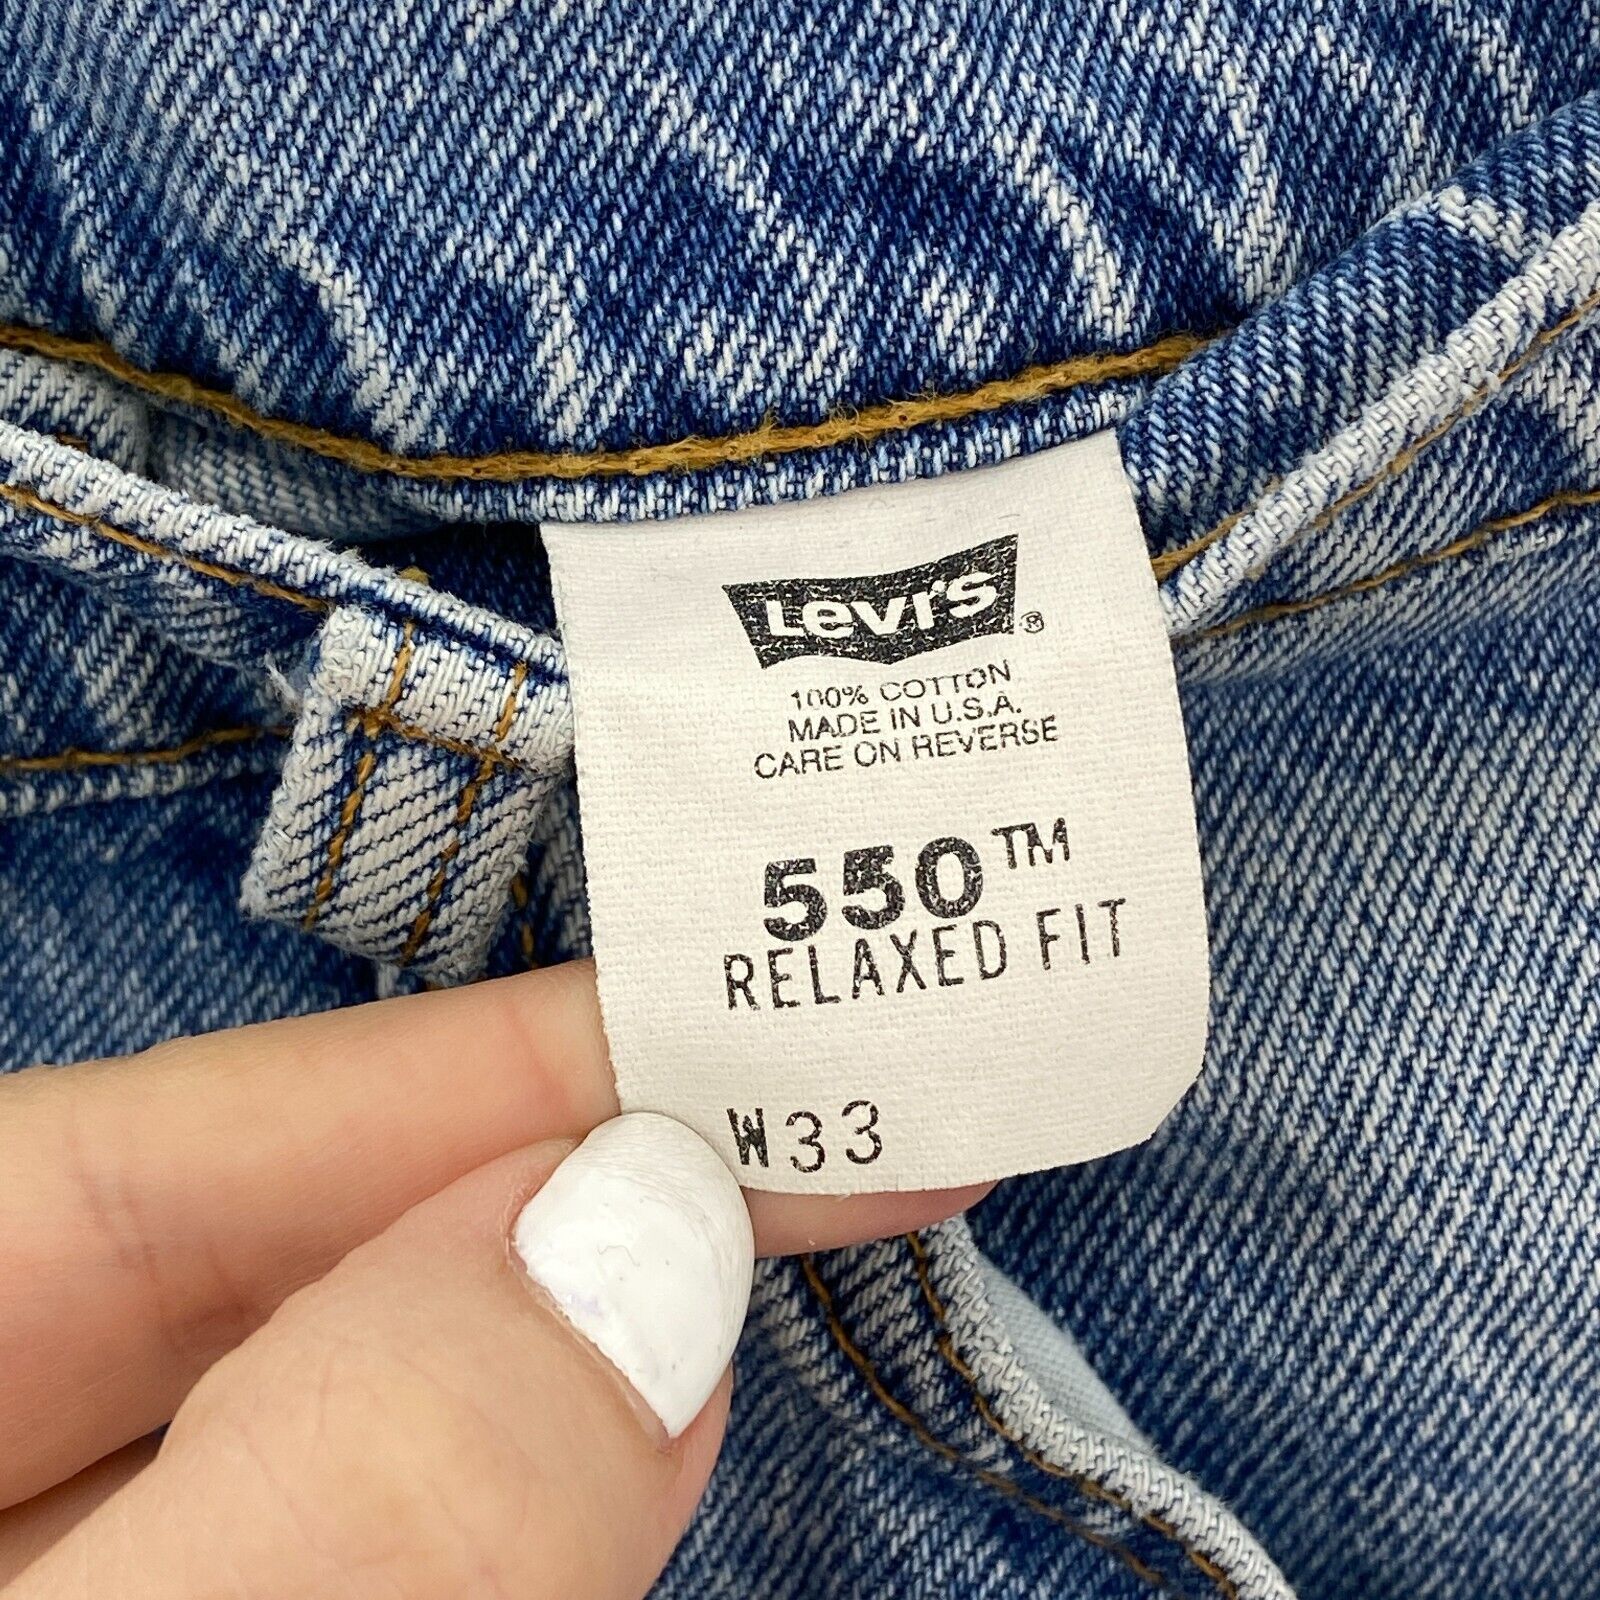 Levi's ®
100% COTTON
MADE IN U.S.A.
CARE ON REVERSE
550™
RELAXED FIT
W33